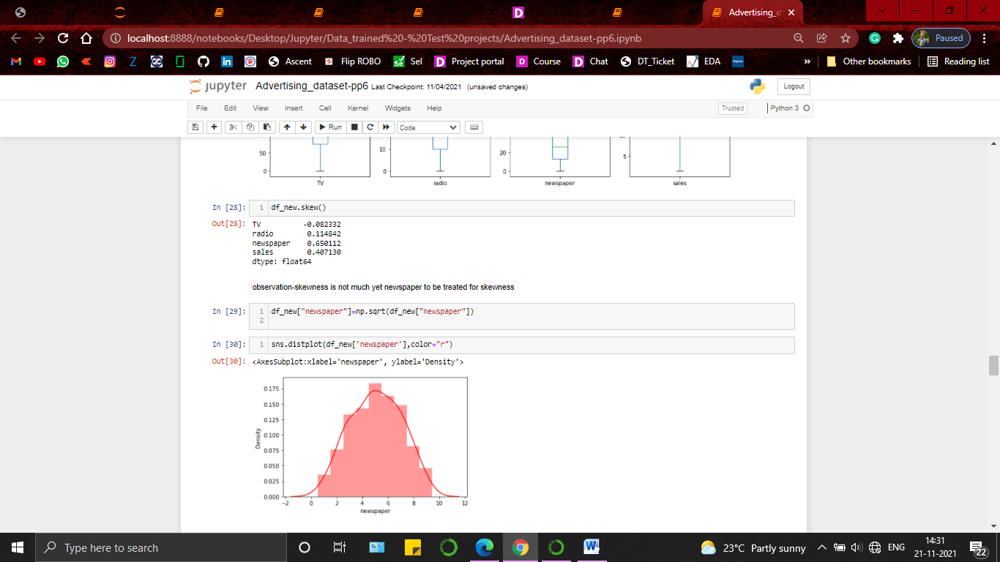 Advertising_d
localhost:8888/notebooks/Desktop/Jupyter/Data_trained%20-%20Test%20projects/Advertising_dataset-pp6.ipynb
Paused
Ascent
Flip ROBO
Sel
Project portal
Course
Chat
DT_Ticket
EDA
»
Other bookmarks
Reading list
jupyter Advertising_dataset-pp6 Last Checkpoint: 11/04/2021 (unsaved changes)
Logout
File Edit View Insert Cell Kernel Widgets Help
Trusted
Python 3
Run
Code
50
0
TV
10
0
radio
20
0
newspaper
5
0
sales
In [28]: 1 df_new.skew()
Out[28]: TV -0.082332
radio 0.114842
newspaper 0.650112
sales 0.407130
dtype: float64
observation-skewness is not much yet newspaper to be treated for skewness
In [29]: 1 df_new["newspaper"]=np.sqrt(df_new["newspaper"])
2
In [30]: 1 sns.distplot(df_new['newspaper'],color="r")
Out[30]: <AxesSubplot:xlabel='newspaper', ylabel='Density'>
0.175
0.150
0.125
0.100
0.075
0.050
0.025
0.000
Density
−2 0 2 4 6 8 10 12
newspaper
Type here to search
23°C Partly sunny
ENG
14:31
21-11-2021
22